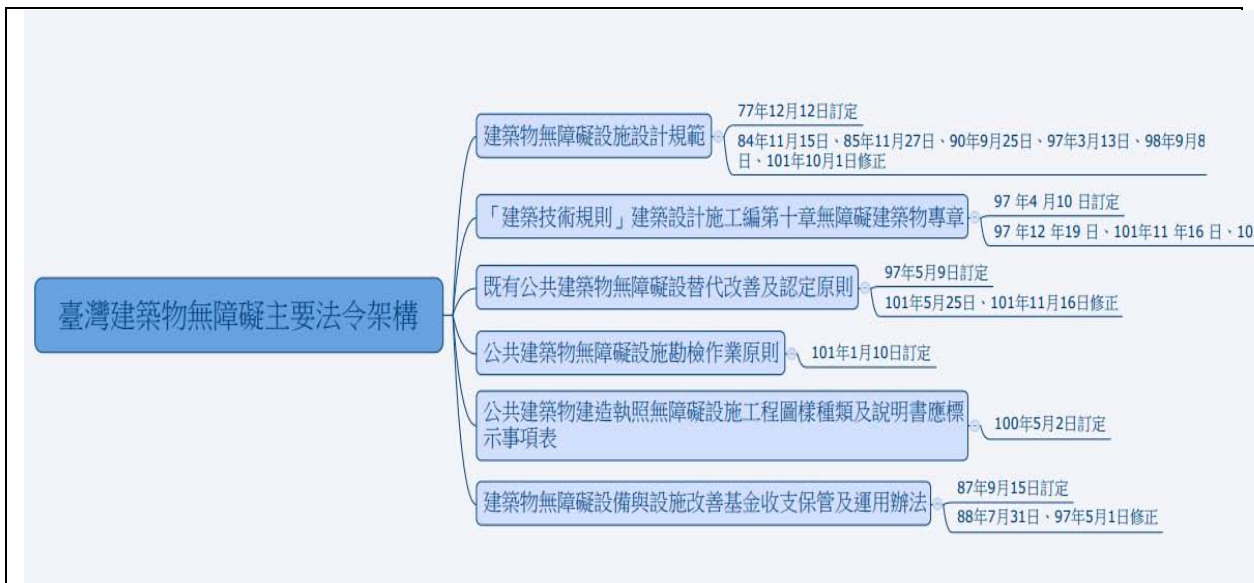 臺灣建築物無障礙主要法令架構
建築物無障礙設施設計規範
77年12月12日訂定
84年11月15日、85年11月27日、90年9月25日、97年3月13日、98年9月8
日、101年10月1日修正
「建築技術規則」建築設計施工編第十章無障礙建築物專章
97 年4 月10 日訂定
97 年12 年19 日、101年11 年16 日、10
既有公共建築物無障礙設替代改善及認定原則
97年5月9日訂定
101年5月25日、101年11月16日修正
公共建築物無障礙設施勘檢作業原則
101年1月10日訂定
公共建築物建造執照無障礙設施工程圖樣種類及說明書應標
示事項表
100年5月2日訂定
建築物無障礙設備與設施改善基金收支保管及運用辦法
87年9月15日訂定
88年7月31日、97年5月1日修正